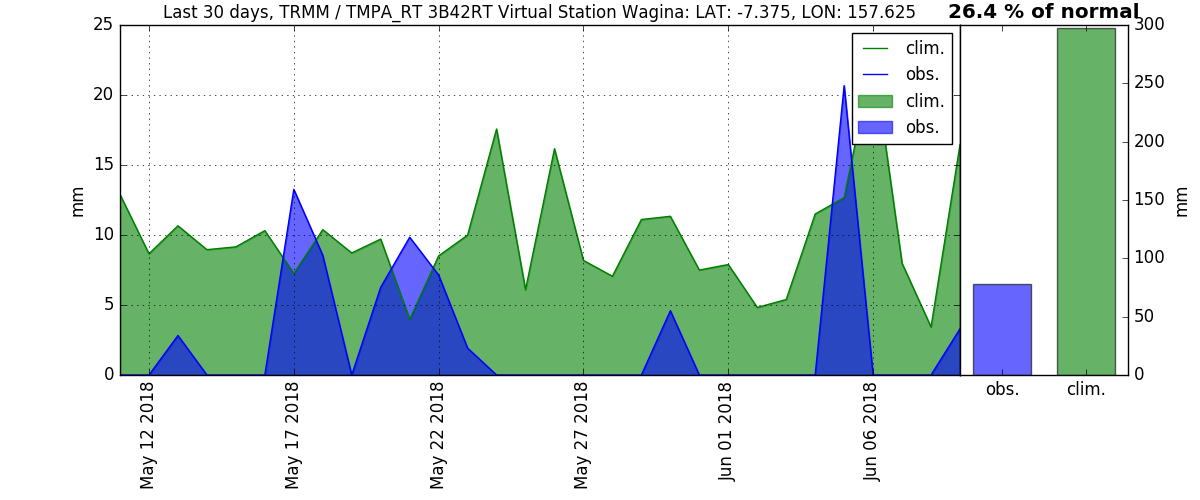 Last 30 days, TRMM / TMPA_RT 3B42RT Virtual Station Wagina: LAT: -7.375, LON: 157.625
26.4 % of normal
25
20
15
10
5
0
mm
clim.
obs.
clim.
obs.
300
250
200
150
100
50
0
mm
May 12 2018
May 17 2018
May 22 2018
May 27 2018
Jun 01 2018
Jun 06 2018
obs.
clim.